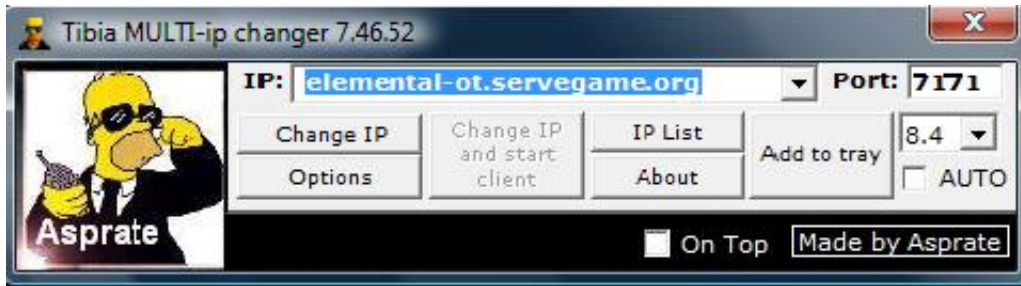 Tibia MULTI-ip changer 7.46.52
X
IP: elemental-ot.servegame.org Port: 7171
Change IP
Change IP
and start
client
IP List
Add to tray
8.4
Options
About
AUTO
Asprate
On Top
Made by Asprate